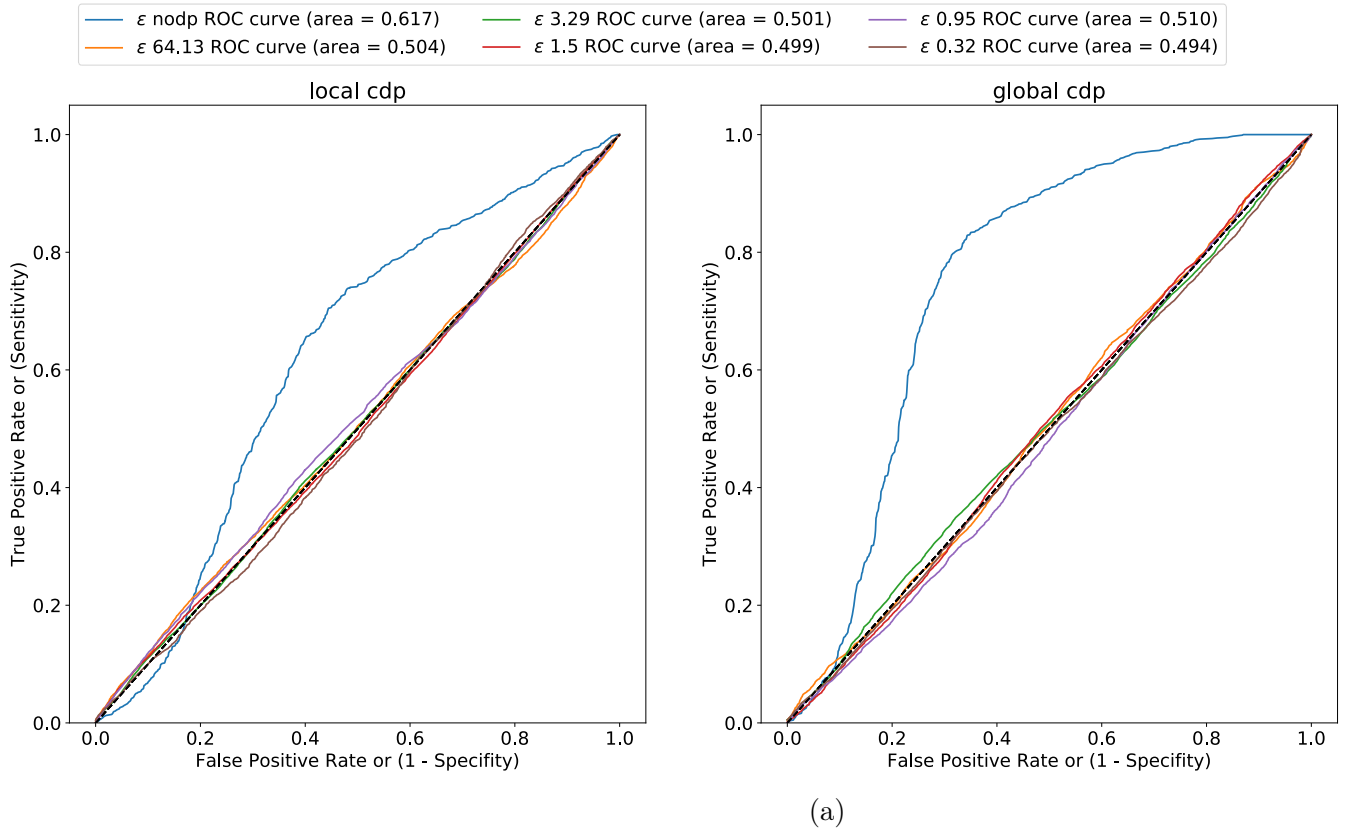 ε nodp ROC curve (area = 0.617) ε 3.29 ROC curve (area = 0.501) ε 0.95 ROC curve (area = 0.510)
ε 64.13 ROC curve (area = 0.504) ε 1.5 ROC curve (area = 0.499) ε 0.32 ROC curve (area = 0.494)
local cdp
1.0
0.8
0.6
0.4
0.2
0.0
True Positive Rate or (Sensitivity)
0.0 0.2 0.4 0.6 0.8 1.0
False Positive Rate or (1 - Specifity)
global cdp
1.0
0.8
0.6
0.4
0.2
0.0
True Positive Rate or (Sensitivity)
0.0 0.2 0.4 0.6 0.8 1.0
False Positive Rate or (1 - Specifity)
(a)